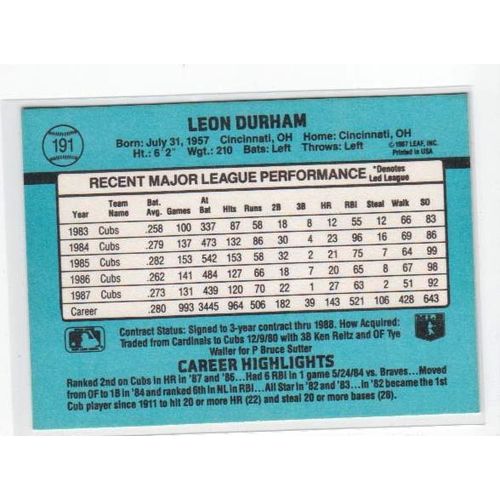 191
LEON DURHAM
Born: July 31, 1957 Cincinnati, OH Home: Cincinnati, OH
Ht.: 6'2" Wgt.: 210 Bats: Left Throws: Left
©1987 LEAF, INC.
Printed in USA
RECENT MAJOR LEAGUE PERFORMANCE *Denotes Led League
Year Team Name Bat. Avg. Games At Bat Hits Runs 2B 3B HR RBI Steal Walk SO
1983 Cubs .258 100 337 87 58 18 8 12 55 12 66 83
1984 Cubs .279 137 473 132 86 30 4 23 96 16 69 86
1985 Cubs .282 153 542 153 58 32 2 21 75 7 64 99
1986 Cubs .262 141 484 127 66 18 7 20 65 8 67 98
1987 Cubs .273 131 439 120 70 22 1 27 63 2 51 92
Career .280 993 3445 964 506 182 39 143 521 106 428 643
Contract Status: Signed to 3-year contract thru 1988. How Acquired:
Traded from Cardinals to Cubs 12/9/80 with 3B Ken Reitz and OF Tye
Waller for P Bruce Sutter
CAREER HIGHLIGHTS
Ranked 2nd on Cubs in HR in '87 and '86...Had 6 RBI in 1 game 5/24/84 vs. Braves...Moved
from OF to 1B in '84 and ranked 6th in NL in RBI...All Star in '82 and '83...in '82 became the 1st
Cub player since 1911 to hit 20 or more HR (22) and steal 20 or more bases (28).